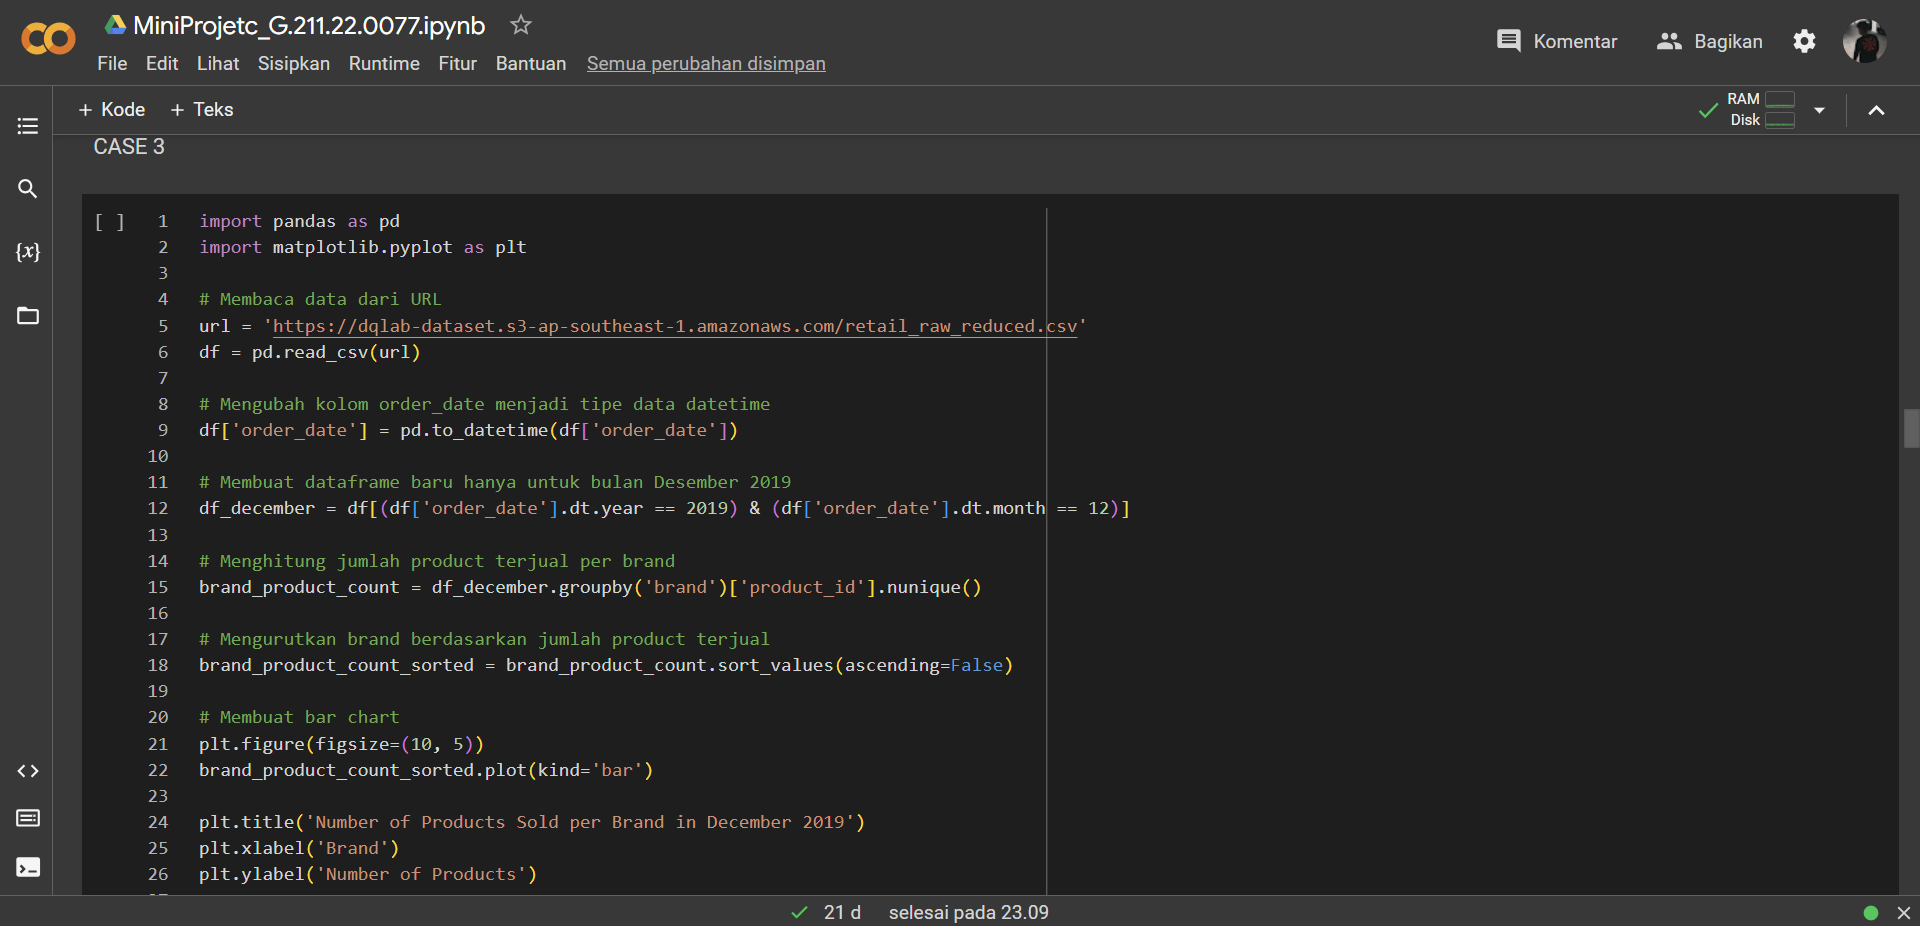 MiniProjetc_G.211.22.0077.ipynb
File Edit Lihat Sisipkan Runtime Fitur Bantuan Semua perubahan disimpan
Komentar Bagikan
+ Kode + Teks
RAM
Disk
CASE 3
[ ]
1 import pandas as pd
2 import matplotlib.pyplot as plt
3
4 # Membaca data dari URL
5 url = 'https://dqlab-dataset.s3-ap-southeast-1.amazonaws.com/retail_raw_reduced.csv'
6 df = pd.read_csv(url)
7
8 # Mengubah kolom order_date menjadi tipe data datetime
9 df['order_date'] = pd.to_datetime(df['order_date'])
10
11 # Membuat dataframe baru hanya untuk bulan Desember 2019
12 df_december = df[(df['order_date'].dt.year == 2019) & (df['order_date'].dt.month == 12)]
13
14 # Menghitung jumlah product terjual per brand
15 brand_product_count = df_december.groupby('brand')['product_id'].nunique()
16
17 # Mengurutkan brand berdasarkan jumlah product terjual
18 brand_product_count_sorted = brand_product_count.sort_values(ascending=False)
19
20 # Membuat bar chart
21 plt.figure(figsize=(10, 5))
22 brand_product_count_sorted.plot(kind='bar')
23
24 plt.title('Number of Products Sold per Brand in December 2019')
25 plt.xlabel('Brand')
26 plt.ylabel('Number of Products')
21 d selesai pada 23.09